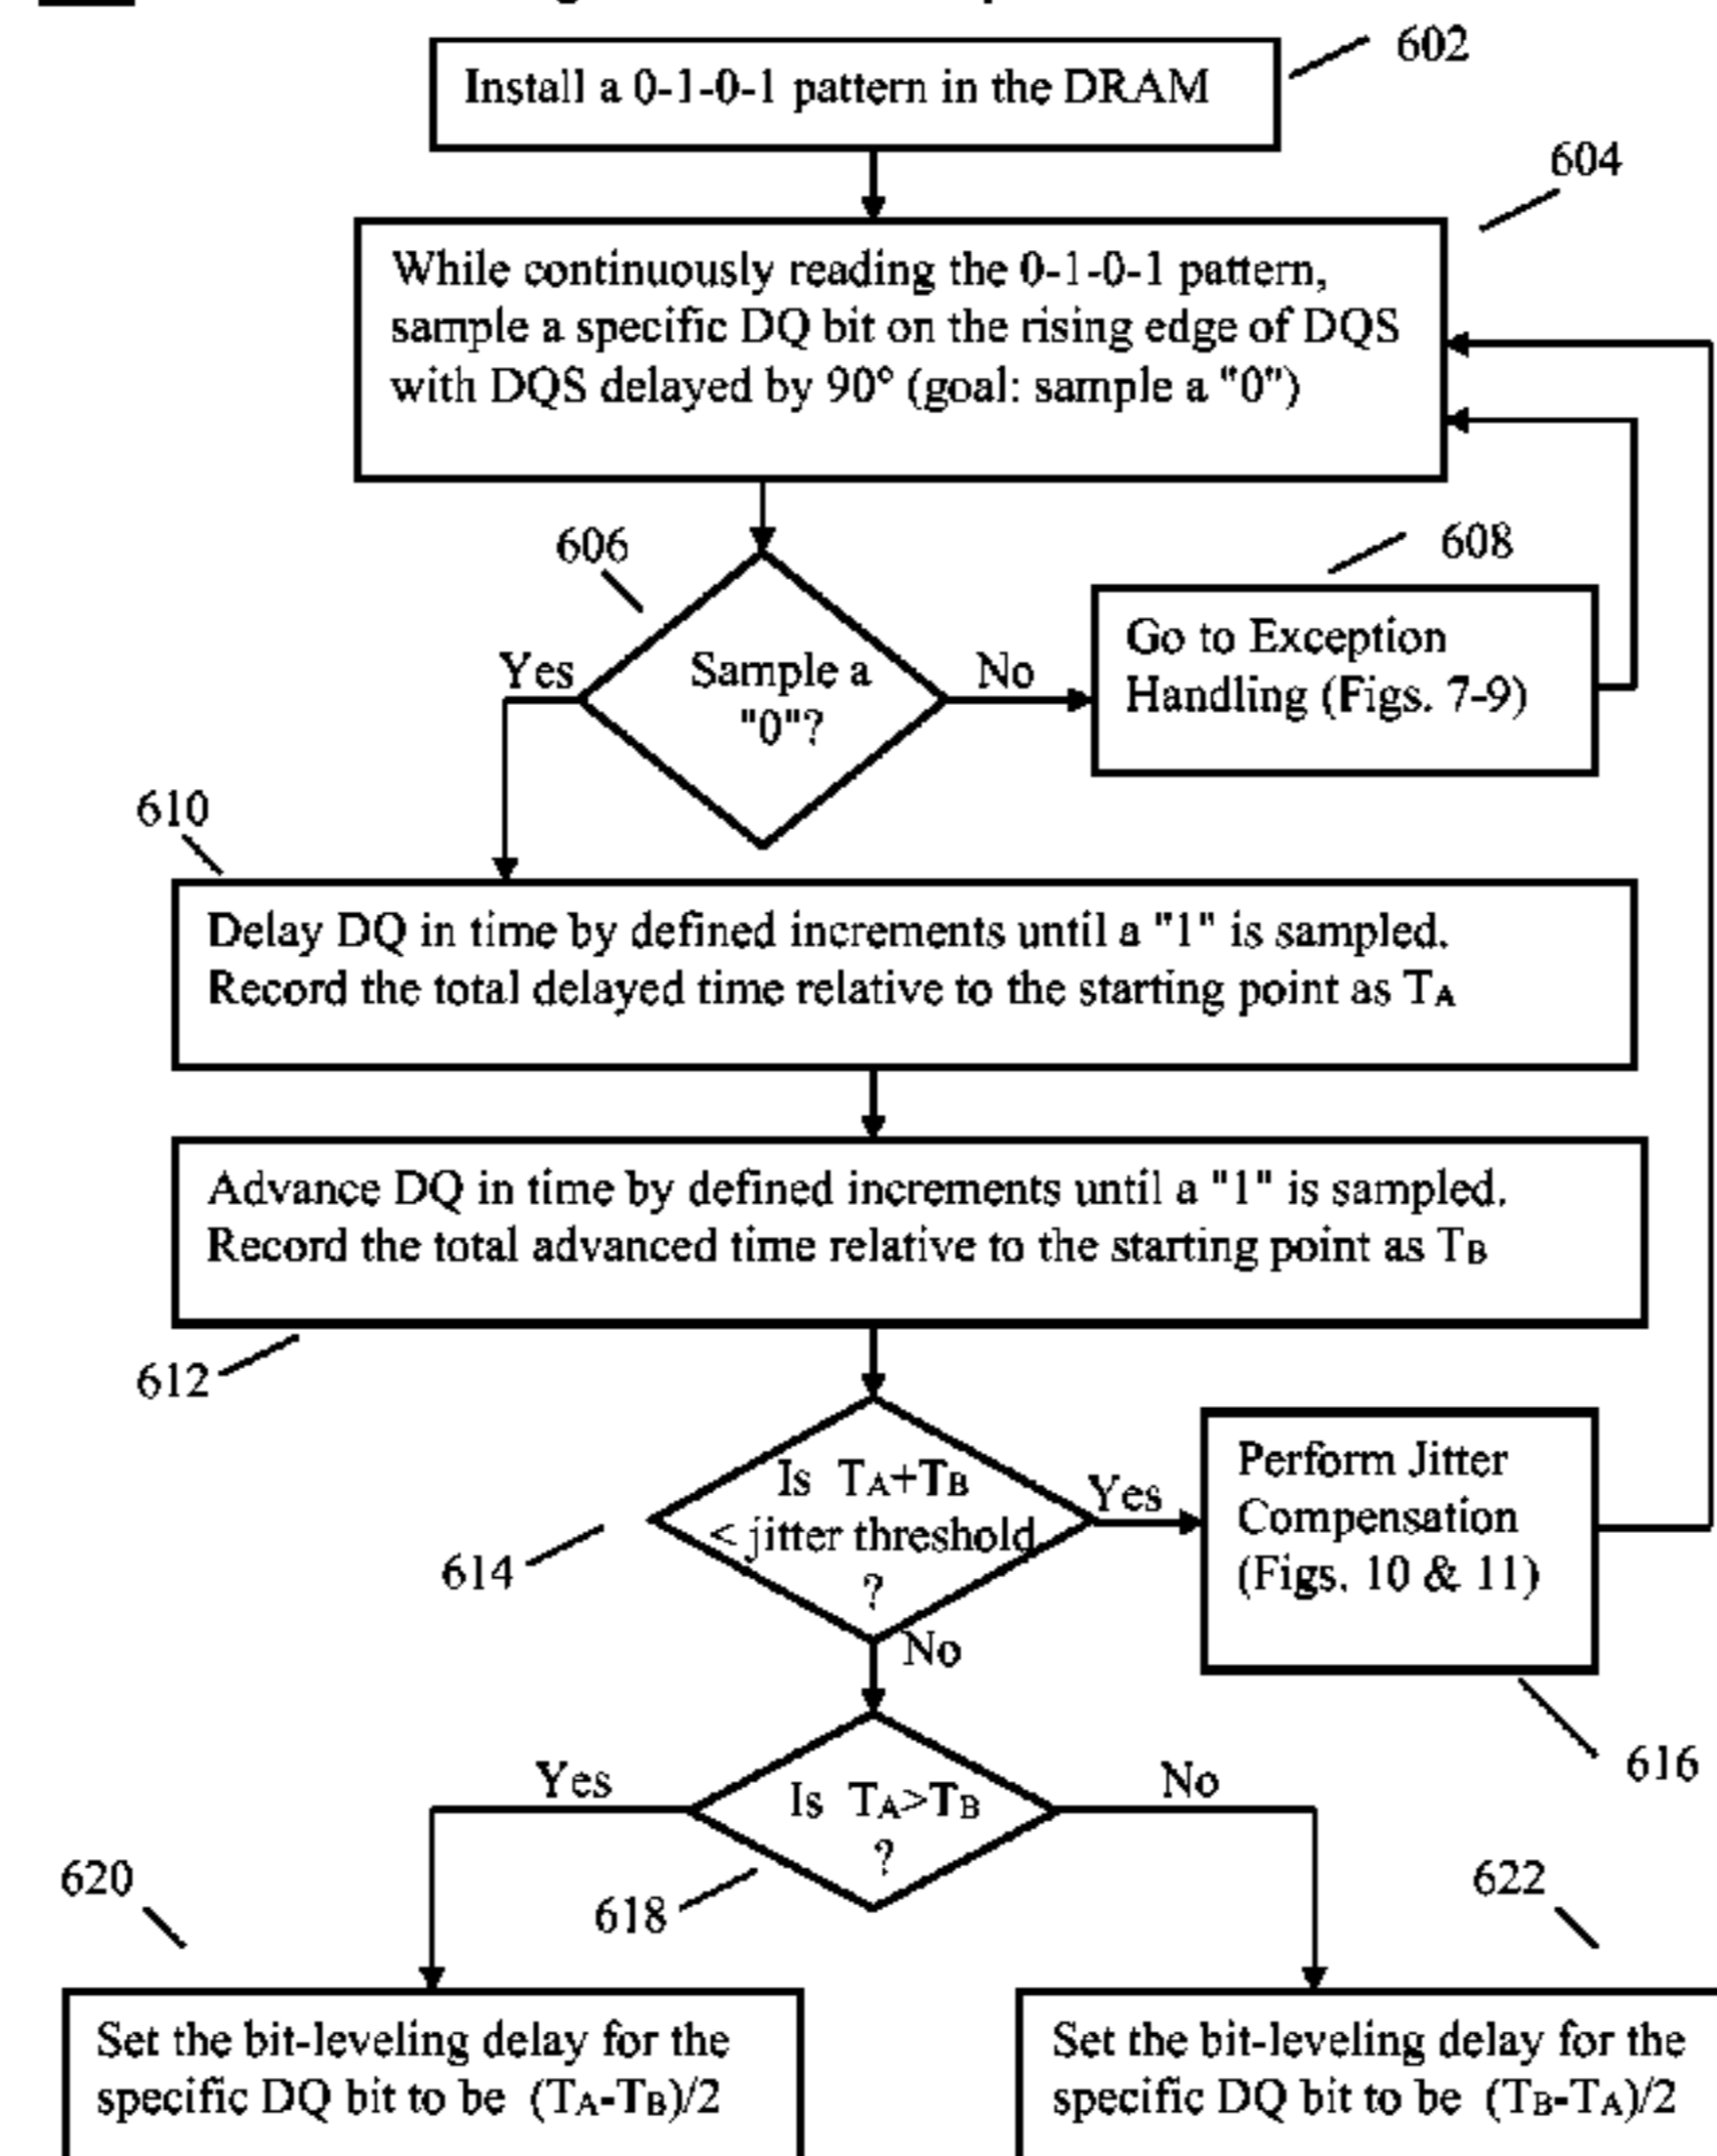 Install a 0-1-0-1 pattern in the DRAM
602
604
While continuously reading the 0-1-0-1 pattern,
sample a specific DQ bit on the rising edge of DQS
with DQS delayed by 90° (goal: sample a "0")
606
608
Yes
Sample a
"0"?
No
Go to Exception
Handling (Figs. 7-9)
610
Delay DQ in time by defined increments until a "1" is sampled.
Record the total delayed time relative to the starting point as TA
Advance DQ in time by defined increments until a "1" is sampled.
Record the total advanced time relative to the starting point as TB
612
Is TA+TB
< jitter threshold
?
Yes
Perform Jitter
Compensation
(Figs. 10 & 11)
614
No
616
Yes
Is TA>TB
?
No
620
618
622
Set the bit-leveling delay for the
specific DQ bit to be (TA-TB)/2
Set the bit-leveling delay for the
specific DQ bit to be (TB-TA)/2